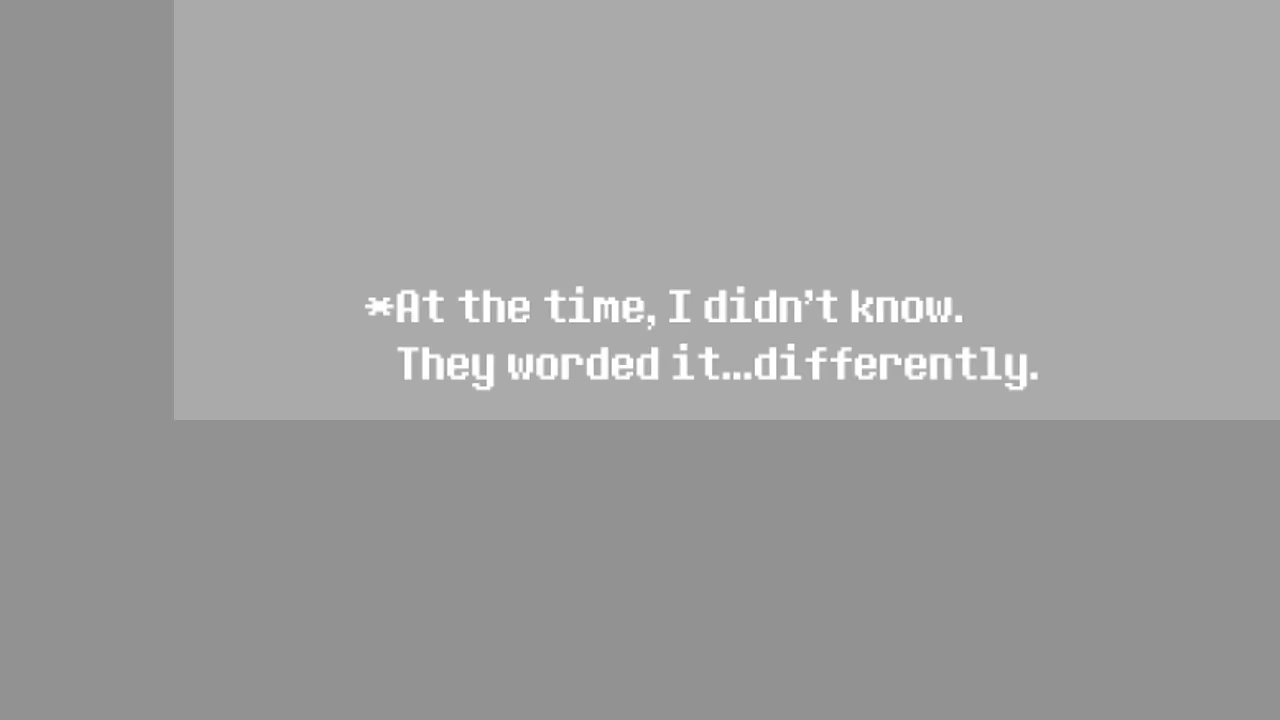 *At the time, I didn't know.
They worded it...differently.